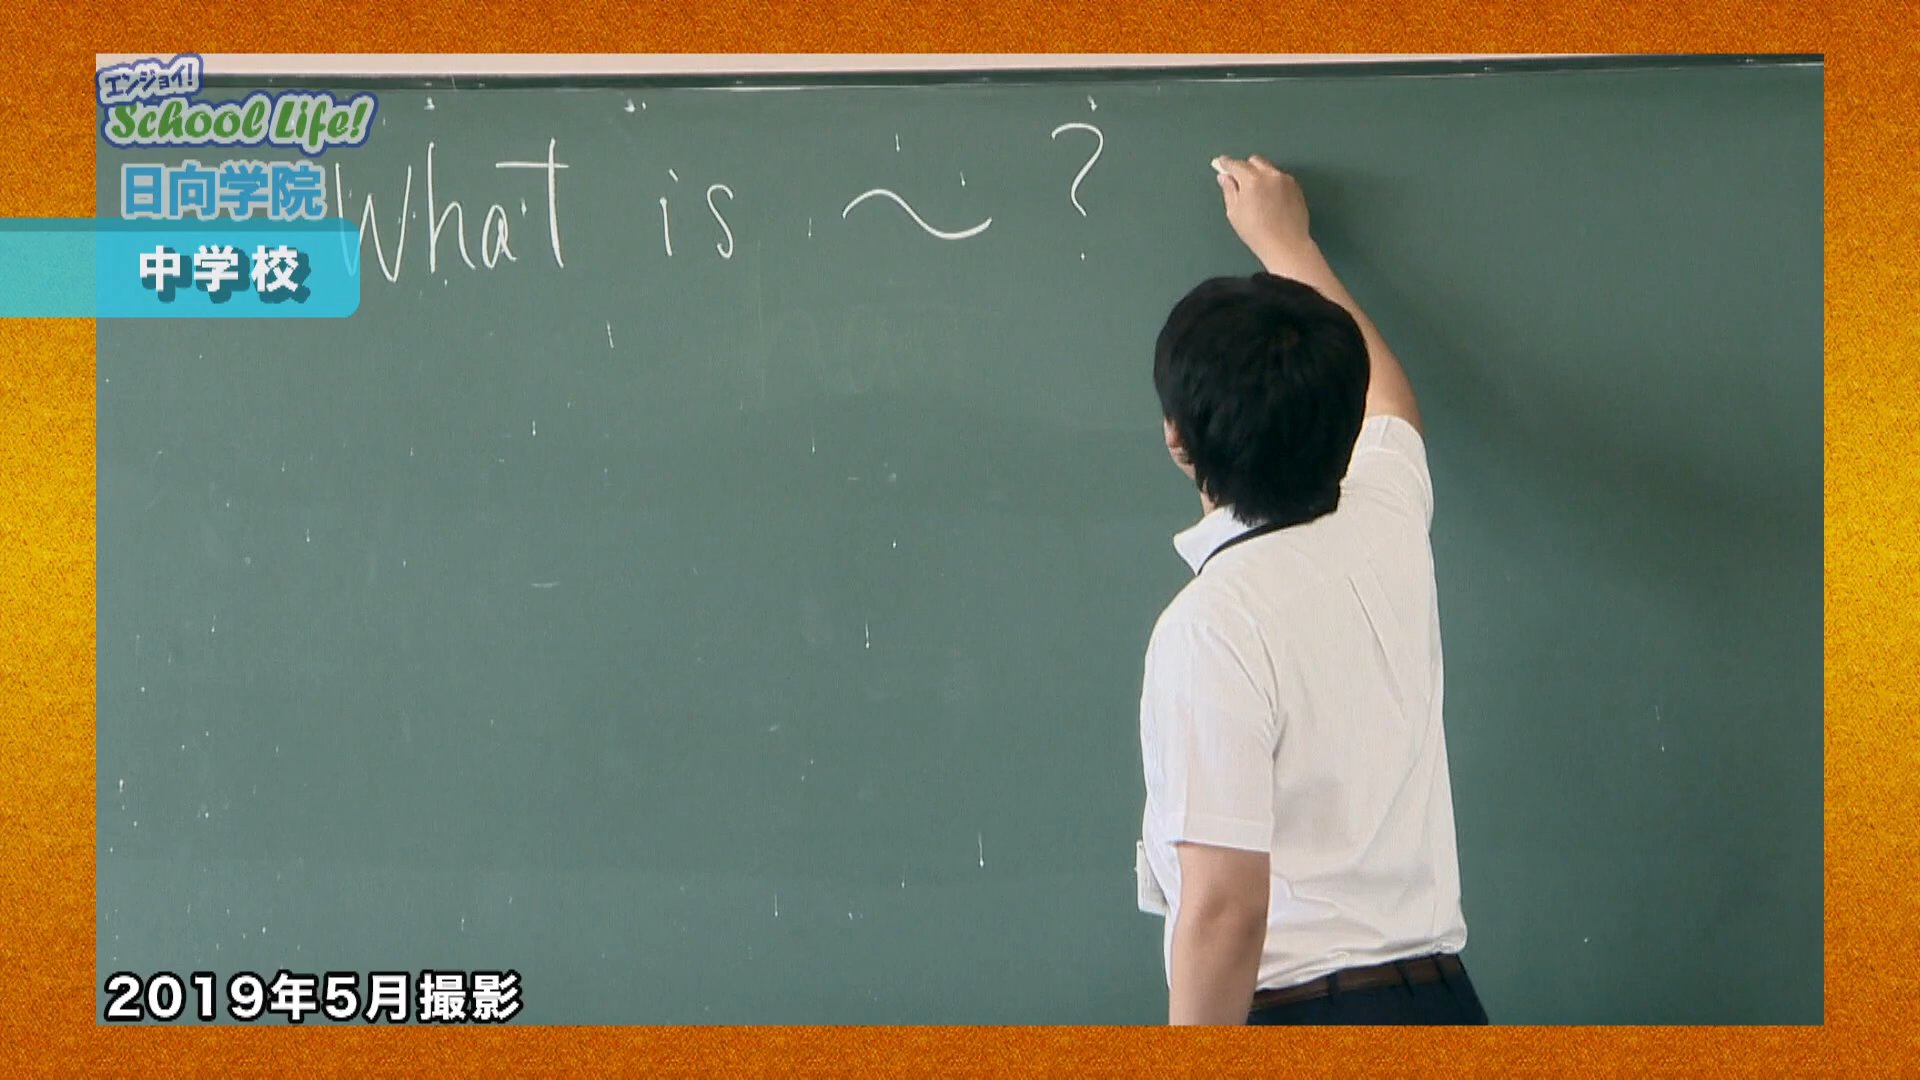 エンジョイ!
School Life!
日向学院
中学校
What is ～ ?
2019年5月撮影